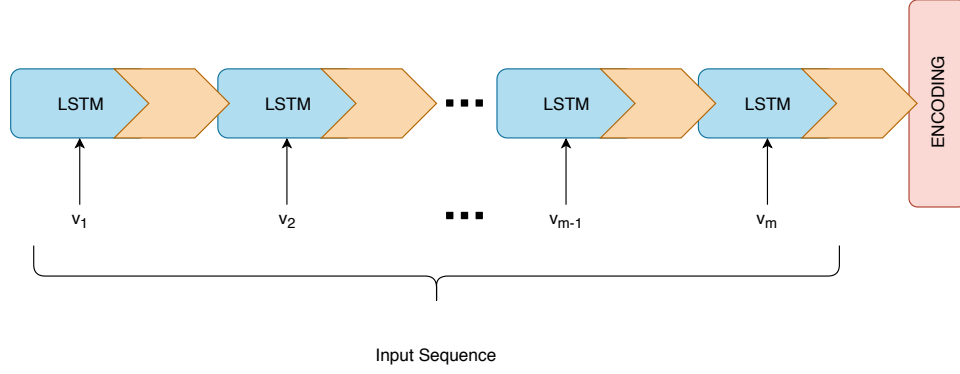 LSTM LSTM LSTM LSTM ENCODING
v1 v2 vm-1 vm
Input Sequence